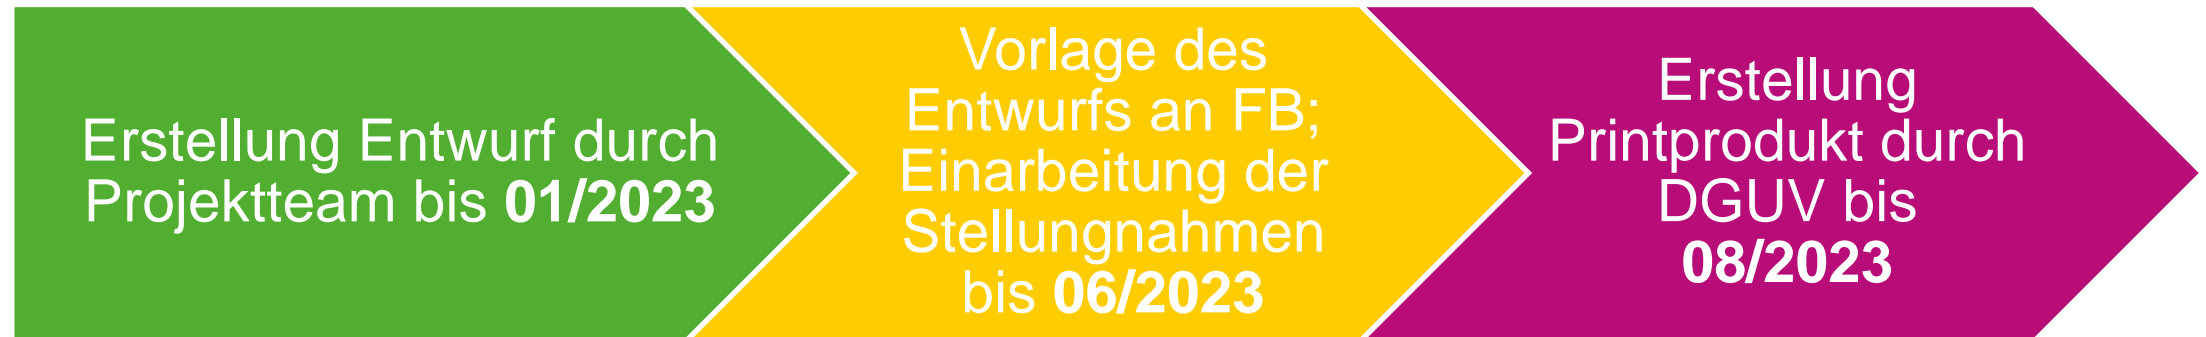 Erstellung Entwurf durch
Projektteam bis 01/2023
Vorlage des
Entwurfs an FB;
Einarbeitung der
Stellungnahmen
bis 06/2023
Erstellung
Printprodukt durch
DGUV bis
08/2023